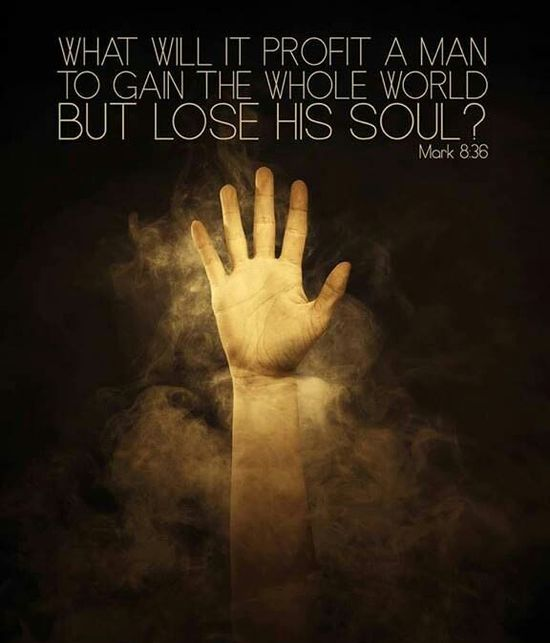 WHAT WILL IT PROFIT A MAN
TO GAIN THE WHOLE WORLD
BUT LOSE HIS SOUL?
Mark 8:36